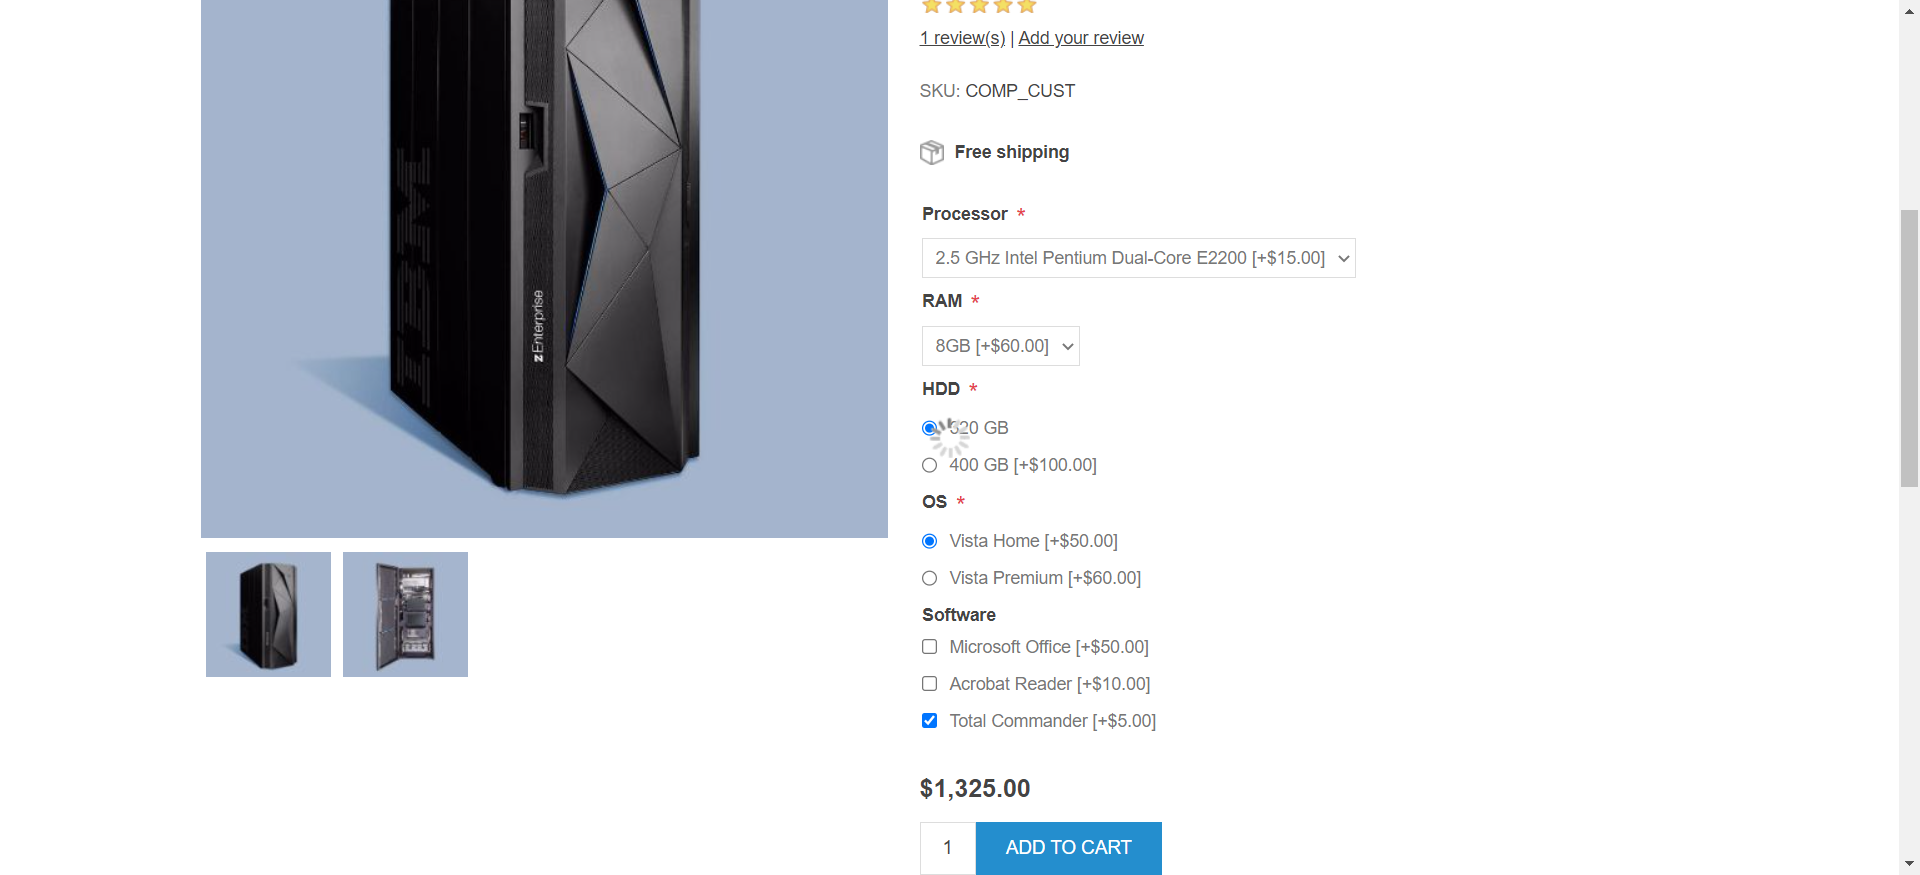 IBM
zEnterprise
1 review(s) | Add your review
SKU: COMP_CUST
Free shipping
Processor *
2.5 GHz Intel Pentium Dual-Core E2200 [+$15.00]
RAM *
8GB [+$60.00]
HDD *
320 GB
400 GB [+$100.00]
OS *
Vista Home [+$50.00]
Vista Premium [+$60.00]
Software
Microsoft Office [+$50.00]
Acrobat Reader [+$10.00]
Total Commander [+$5.00]
$1,325.00
1 ADD TO CART